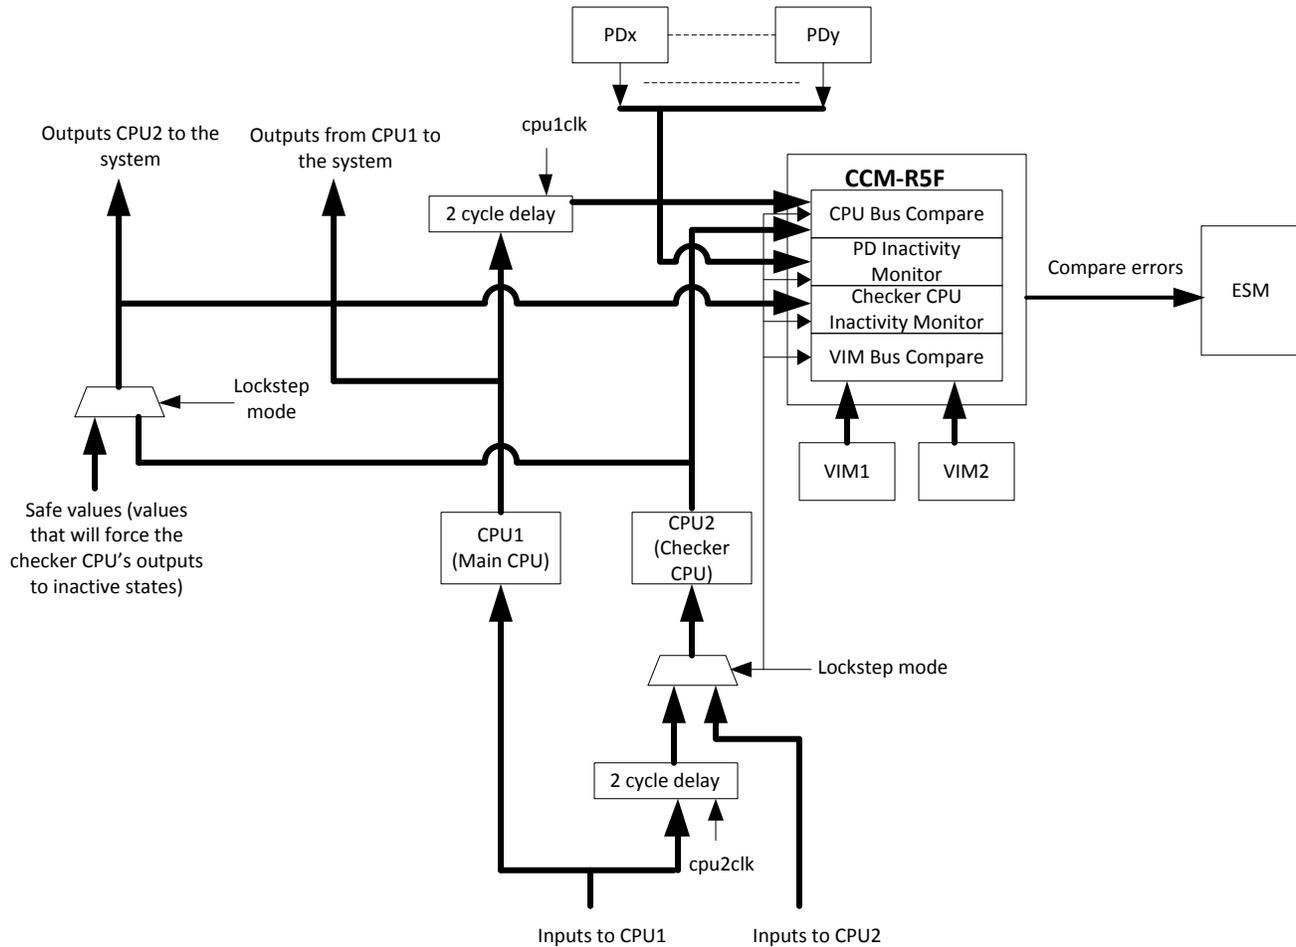 PDx
PDy
Outputs CPU2 to the
system
Outputs from CPU1 to
the system
cpu1clk
2 cycle delay
CCM-R5F
CPU Bus Compare
PD Inactivity
Monitor
Checker CPU
Inactivity Monitor
VIM Bus Compare
Compare errors
ESM
Lockstep
mode
VIM1
VIM2
Safe values (values
that will force the
checker CPU's outputs
to inactive states)
CPU1
(Main CPU)
CPU2
(Checker
CPU)
Lockstep mode
2 cycle delay
cpu2clk
Inputs to CPU1
Inputs to CPU2